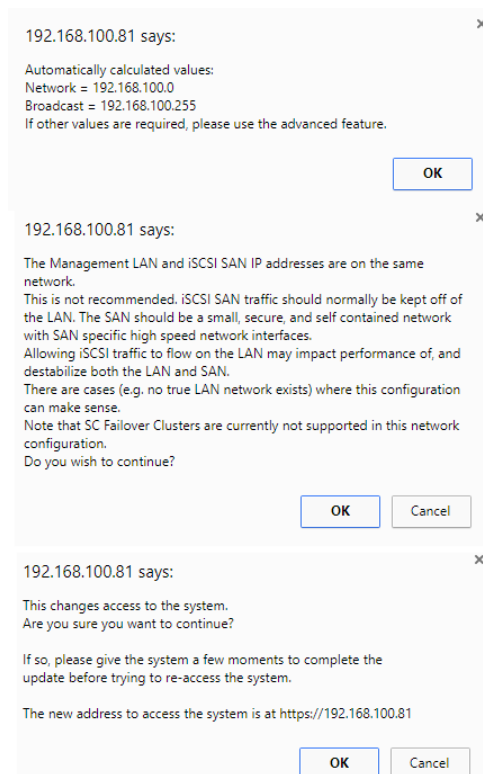 192.168.100.81 says:
Automatically calculated values:
Network = 192.168.100.0
Broadcast = 192.168.100.255
If other values are required, please use the advanced feature.
OK
192.168.100.81 says:
The Management LAN and iSCSI SAN IP addresses are on the same
network.
This is not recommended. iSCSI SAN traffic should normally be kept off of
the LAN. The SAN should be a small, secure, and self contained network
with SAN specific high speed network interfaces.
Allowing iSCSI traffic to flow on the LAN may impact performance of, and
destabilize both the LAN and SAN.
There are cases (e.g. no true LAN network exists) where this configuration
can make sense.
Note that SC Failover Clusters are currently not supported in this network
configuration.
Do you wish to continue?
OK Cancel
192.168.100.81 says:
This changes access to the system.
Are you sure you want to continue?
If so, please give the system a few moments to complete the
update before trying to re-access the system.
The new address to access the system is at https://192.168.100.81
OK Cancel